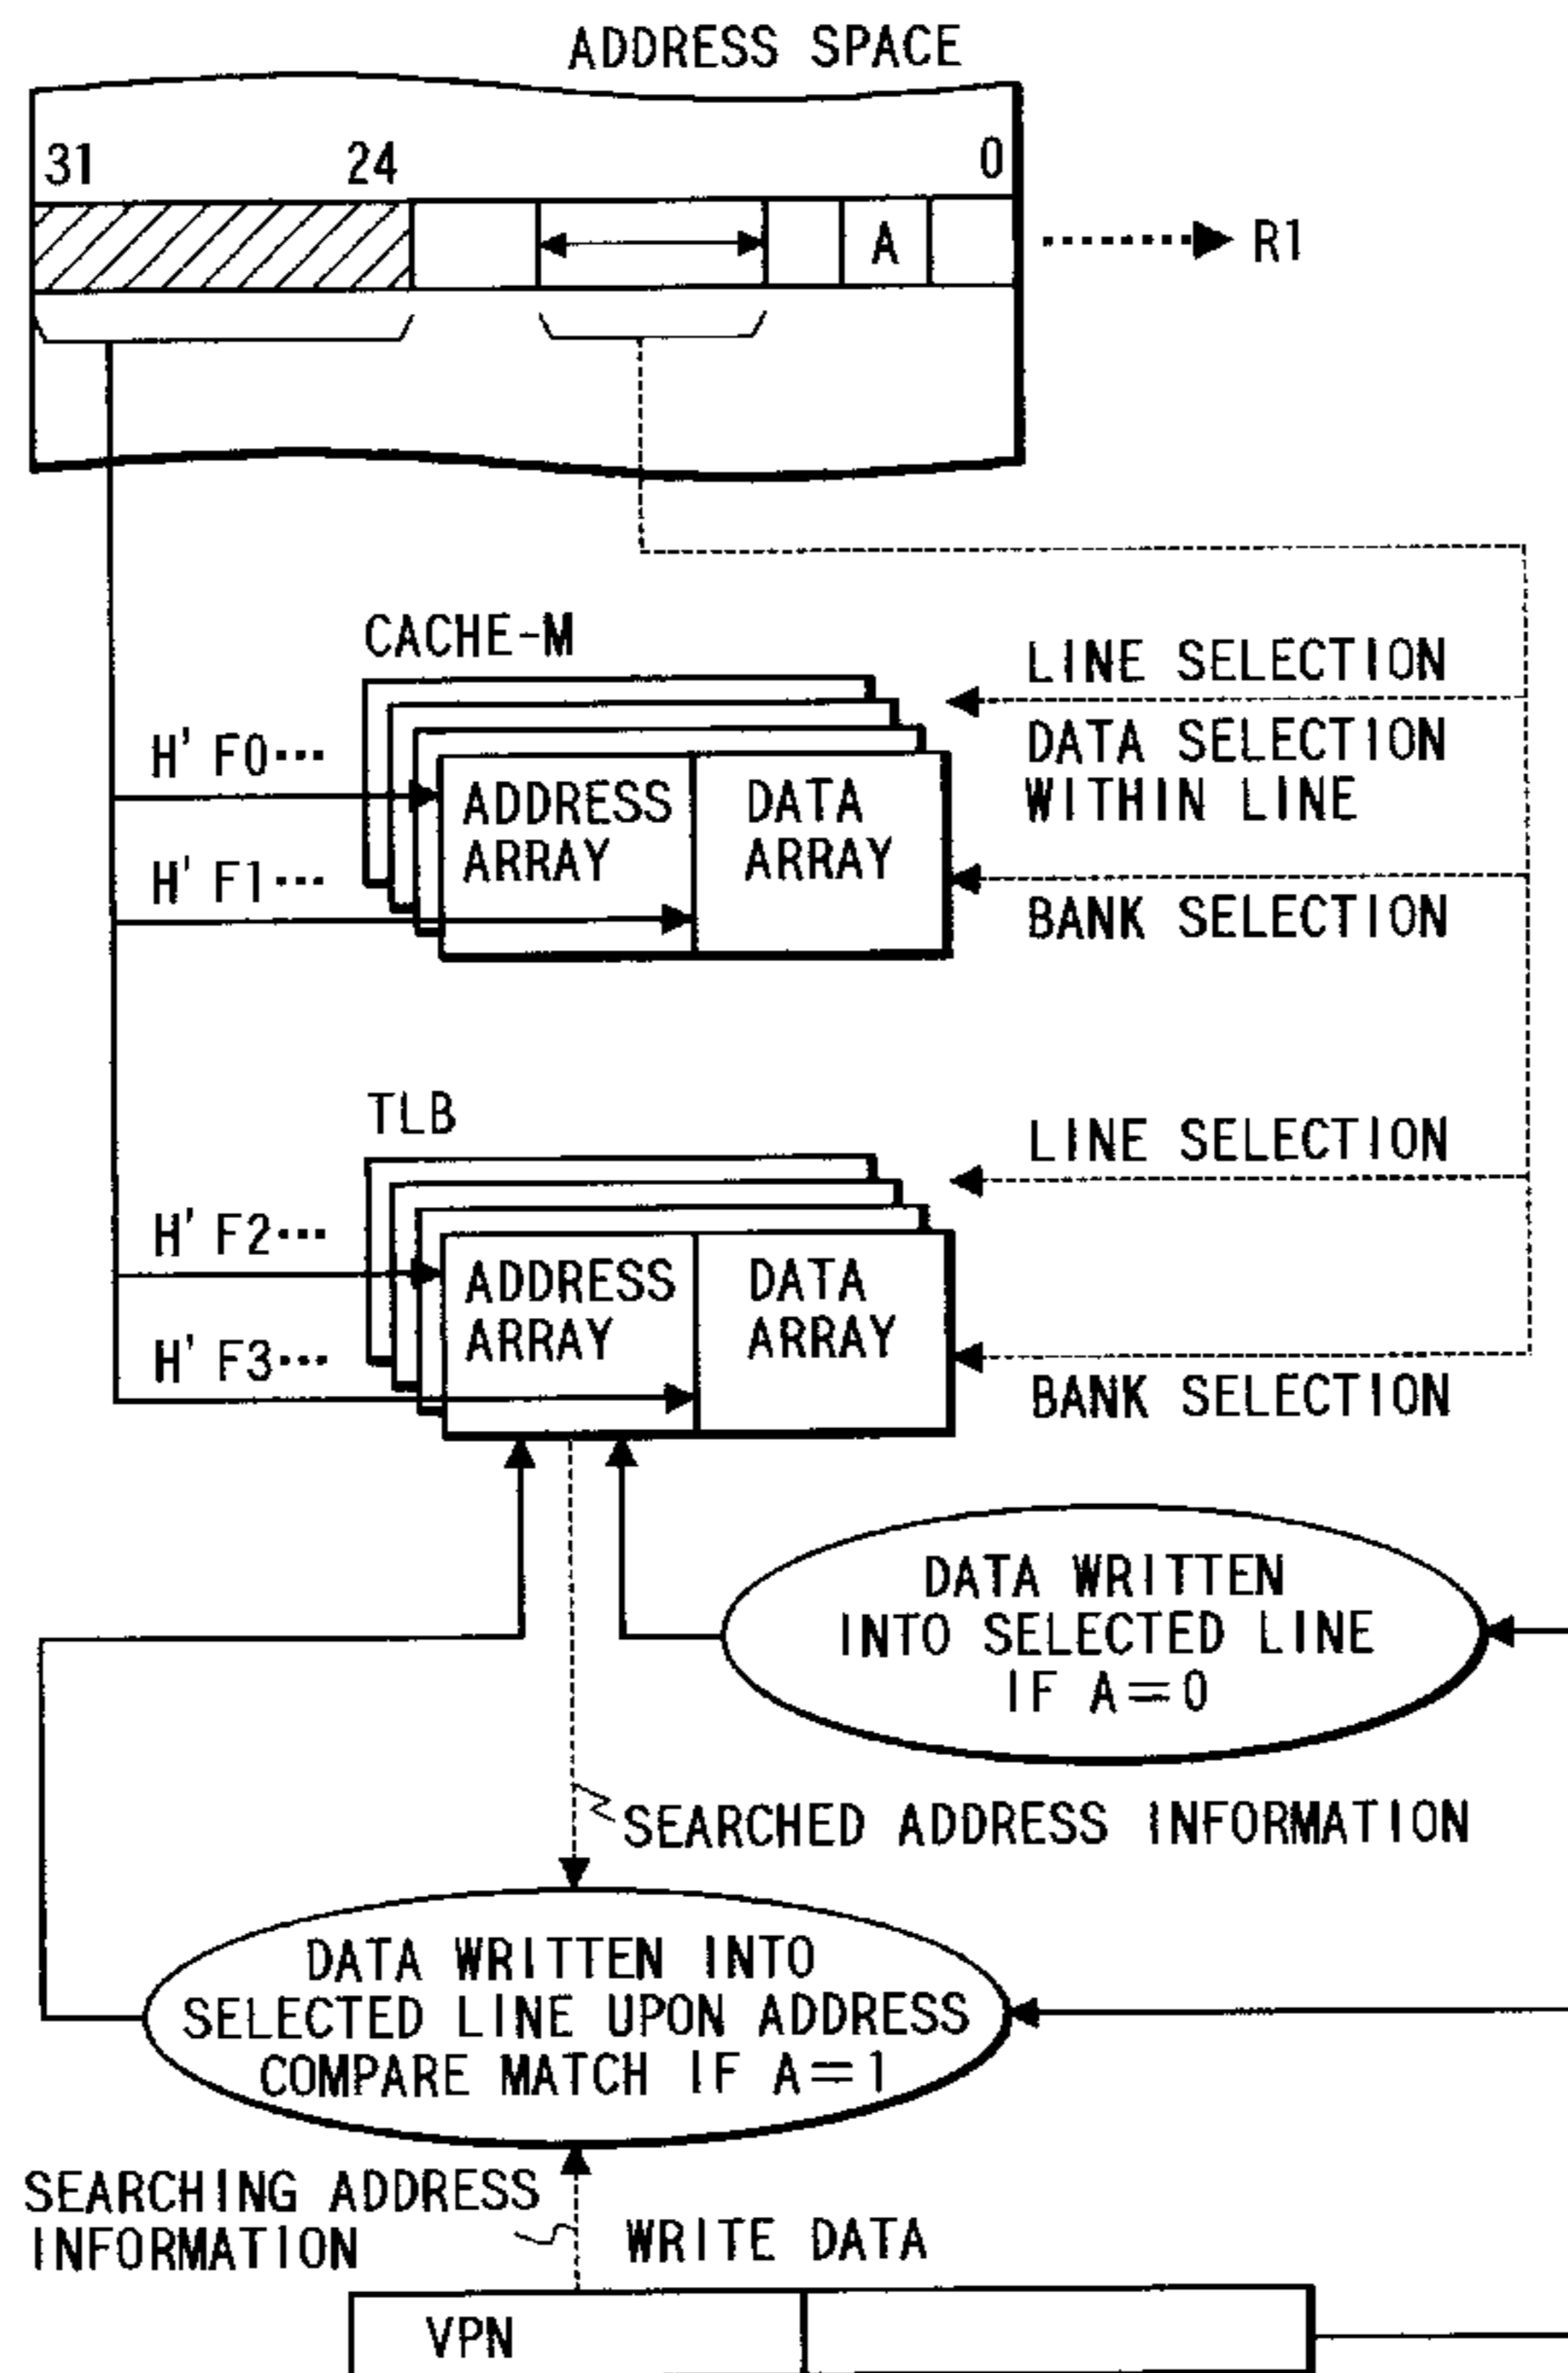 ADDRESS SPACE
31 24 0
A R1
CACHE-M
LINE SELECTION
H' F0... DATA SELECTION
WITHIN LINE
ADDRESS DATA
ARRAY ARRAY
H' F1...
BANK SELECTION
TLB
LINE SELECTION
H' F2...
ADDRESS DATA
ARRAY ARRAY
H' F3...
BANK SELECTION
DATA WRITTEN
INTO SELECTED LINE
IF A=0
SEARCHED ADDRESS INFORMATION
DATA WRITTEN INTO
SELECTED LINE UPON ADDRESS
COMPARE MATCH IF A=1
SEARCHING ADDRESS
INFORMATION
WRITE DATA
VPN